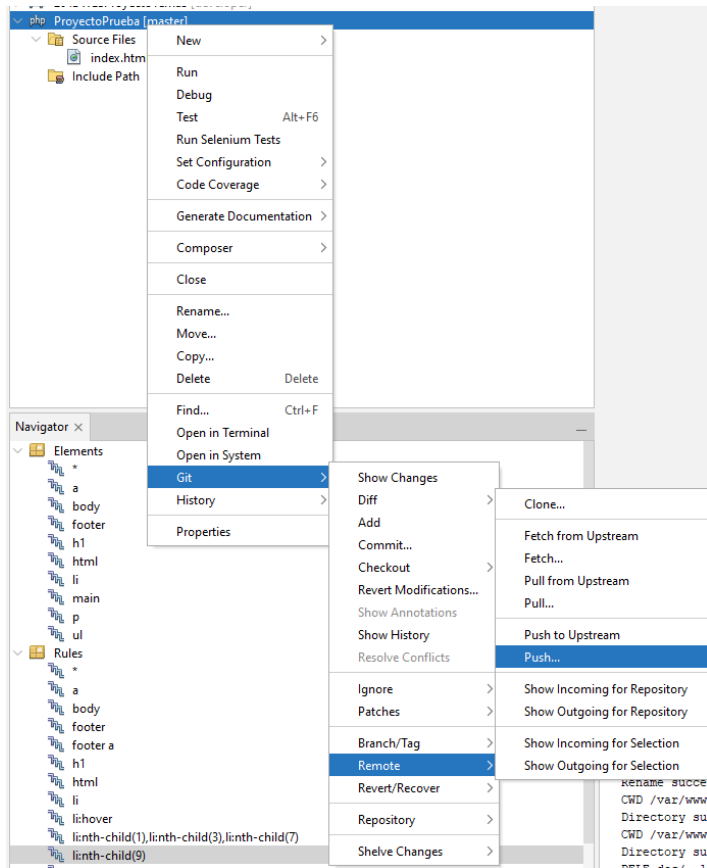 ProyectoPrueba [master]
Source Files
index.htm
Include Path
New
Run
Debug
Test Alt+F6
Run Selenium Tests
Set Configuration
Code Coverage
Generate Documentation
Composer
Close
Rename...
Move...
Copy...
Delete Delete
Find... Ctrl+F
Open in Terminal
Open in System
Git
History
Properties
Show Changes
Diff
Add
Commit...
Checkout
Revert Modifications...
Show Annotations
Show History
Resolve Conflicts
Ignore
Patches
Branch/Tag
Remote
Revert/Recover
Repository
Shelve Changes
Clone...
Fetch from Upstream
Fetch...
Pull from Upstream
Pull...
Push to Upstream
Push...
Show Incoming for Repository
Show Outgoing for Repository
Show Incoming for Selection
Show Outgoing for Selection
Navigator
Elements
*
a
body
footer
h1
html
li
main
p
ul
Rules
*
a
body
footer
footer a
h1
html
li
li:hover
li:nth-child(1),li:nth-child(3),li:nth-child(7)
li:nth-child(9)
Rename succe
CWD /var/www
Directory su
CWD /var/www
Directory su